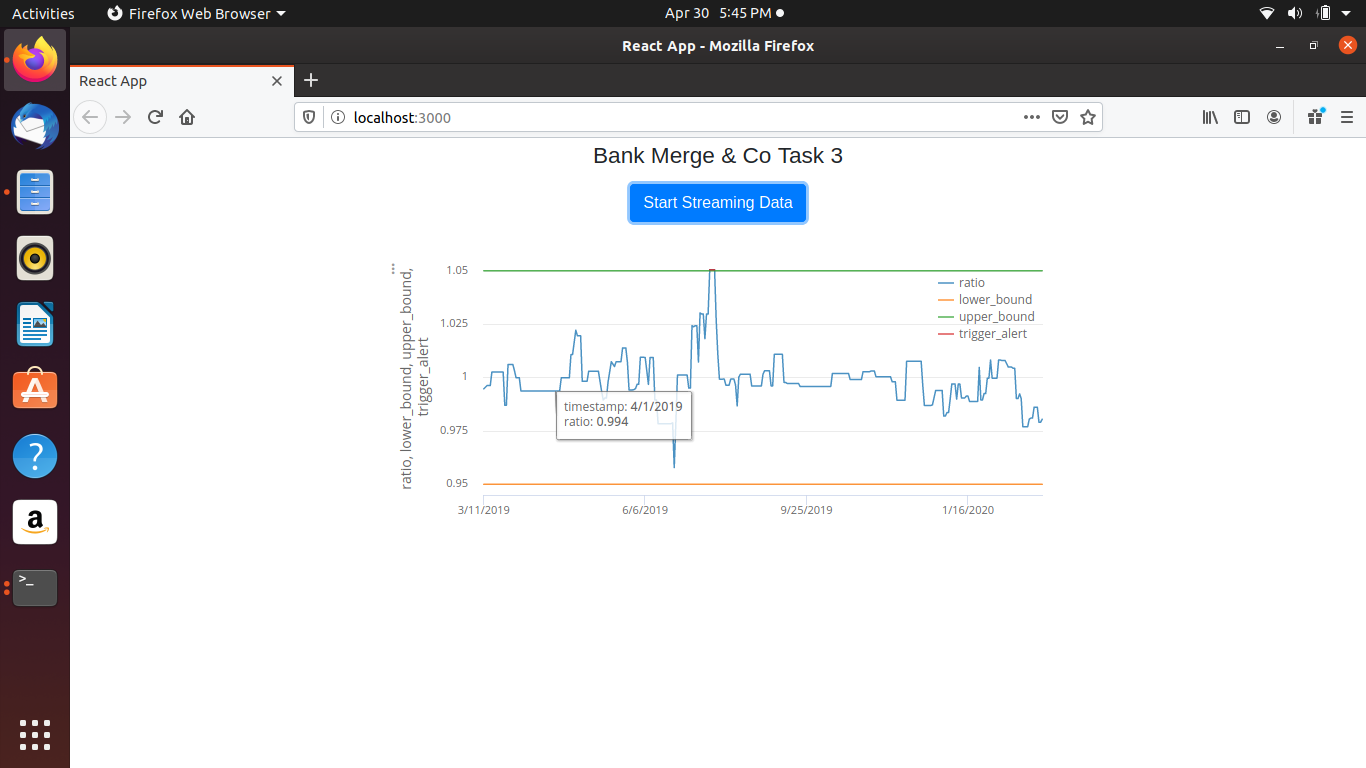 Activities
Firefox Web Browser
Apr 30 5:45 PM
React App - Mozilla Firefox
React App
localhost:3000
Bank Merge & Co Task 3
Start Streaming Data
ratio, lower_bound, upper_bound,
trigger_alert
1.05
1.025
1
0.975
0.95
ratio
lower_bound
upper_bound
trigger_alert
timestamp: 4/1/2019
ratio: 0.994
3/11/2019
6/6/2019
9/25/2019
1/16/2020
?
a
>_